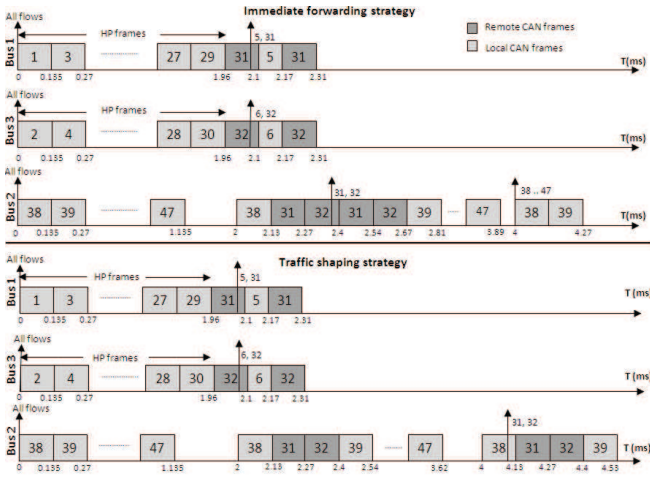 Immediate forwarding strategy
All flows
HP frames
5, 31
Remote CAN frames
Local CAN frames
Bus 1
1 3 27 29 31 5 31
T(ms)
0 0.135 0.27 1.96 2.1 2.17 2.31
All flows
HP frames
6, 32
Bus 3
2 4 28 30 32 6 32
T(ms)
0 0.135 0.27 1.96 2.1 2.17 2.31
All flows
31, 32
38 .. 47
Bus 2
38 39 47 38 31 32 31 32 39 47 38 39
T(ms)
0 0.135 0.27 1.135 2 2.13 2.27 2.4 2.54 2.67 2.81 3.89 4 4.27
Traffic shaping strategy
All flows
HP frames
5, 31
Bus 1
1 3 27 29 31 5 31
T (ms)
0 0.135 0.27 1.96 2.1 2.17 2.31
All flows
HP frames
6, 32
Bus 3
2 4 28 30 32 6 32
T (ms)
0 0.135 0.27 1.96 2.1 2.17 2.31
All flows
31, 32
Bus 2
38 39 47 38 31 32 39 47 38 31 32 39
T (ms)
0 0.135 0.27 1.135 2 2.13 2.27 2.4 2.54 3.62 4 4.13 4.27 4.4 4.53